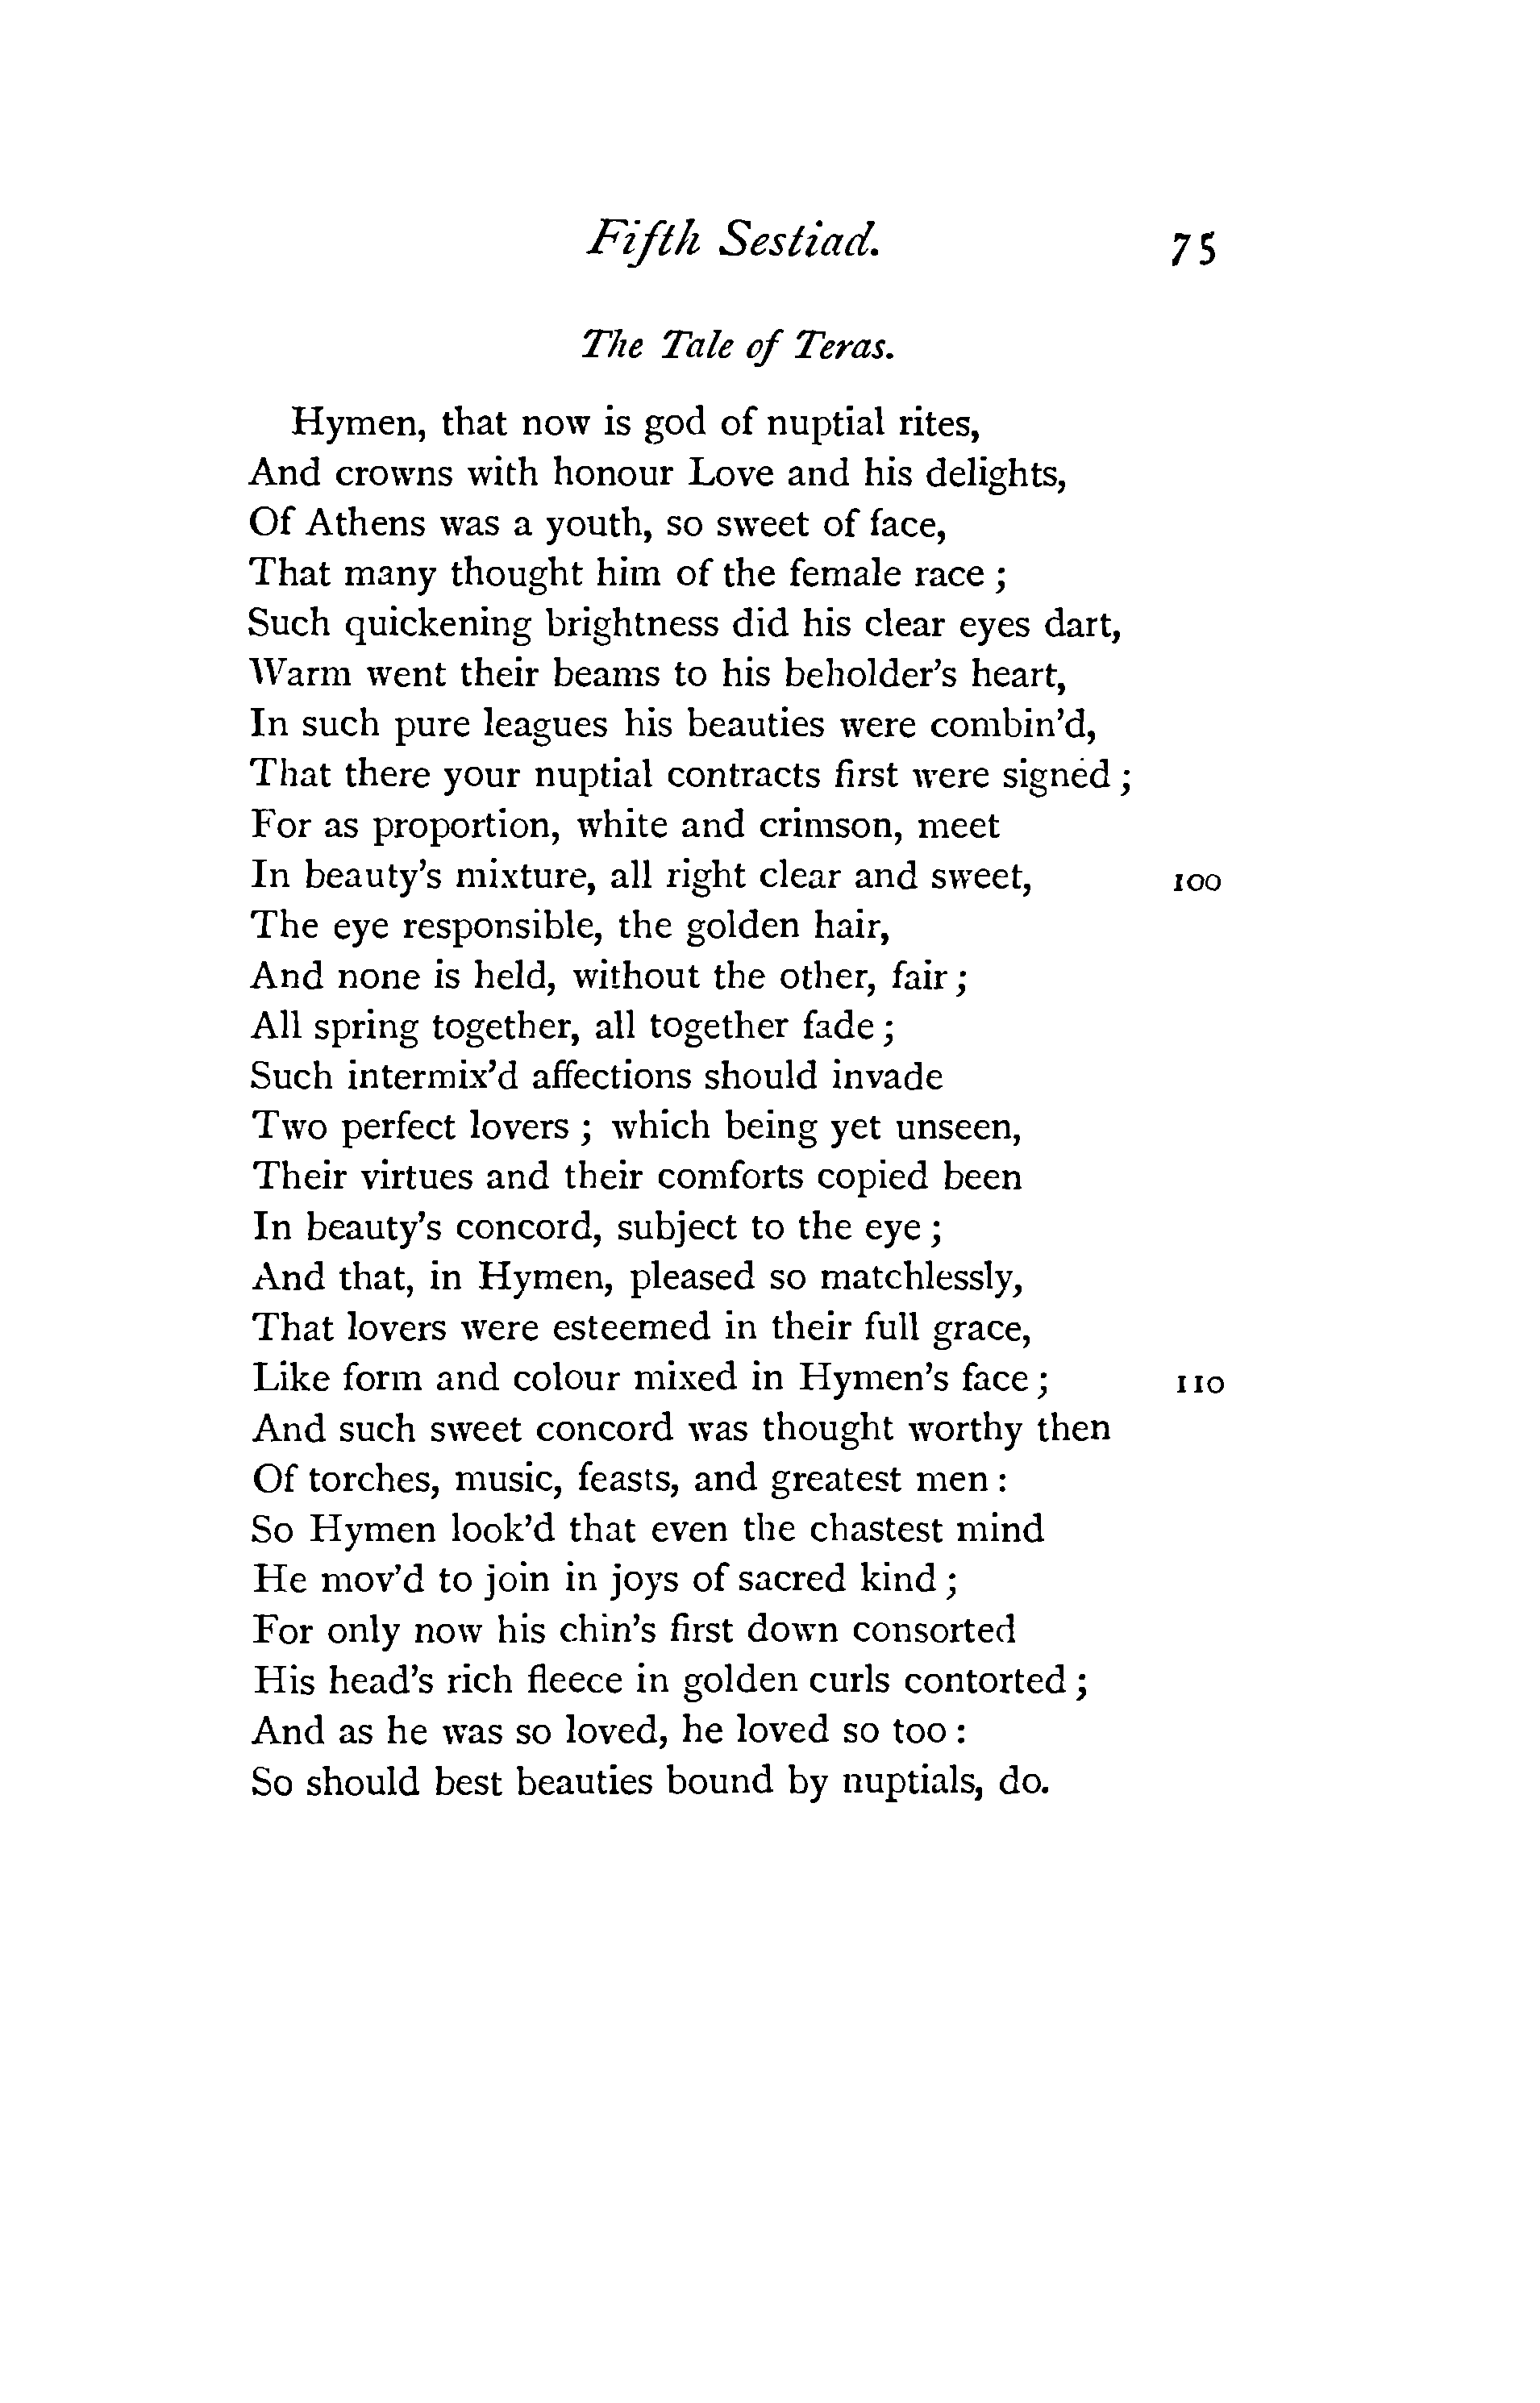 Fifth Sestiad. 75
The Tale of Teras.
Hymen, that now is god of nuptial rites,
And crowns with honour Love and his delights,
Of Athens was a youth, so sweet of face,
That many thought him of the female race ;
Such quickening brightness did his clear eyes dart,
Warm went their beams to his beholder's heart,
In such pure leagues his beauties were combin'd,
That there your nuptial contracts first were signèd ;
For as proportion, white and crimson, meet
In beauty's mixture, all right clear and sweet, 100
The eye responsible, the golden hair,
And none is held, without the other, fair ;
All spring together, all together fade ;
Such intermix'd affections should invade
Two perfect lovers ; which being yet unseen,
Their virtues and their comforts copied been
In beauty's concord, subject to the eye ;
And that, in Hymen, pleased so matchlessly,
That lovers were esteemed in their full grace,
Like form and colour mixed in Hymen's face ; 110
And such sweet concord was thought worthy then
Of torches, music, feasts, and greatest men :
So Hymen look'd that even the chastest mind
He mov'd to join in joys of sacred kind ;
For only now his chin's first down consorted
His head's rich fleece in golden curls contorted ;
And as he was so loved, he loved so too :
So should best beauties bound by nuptials, do.